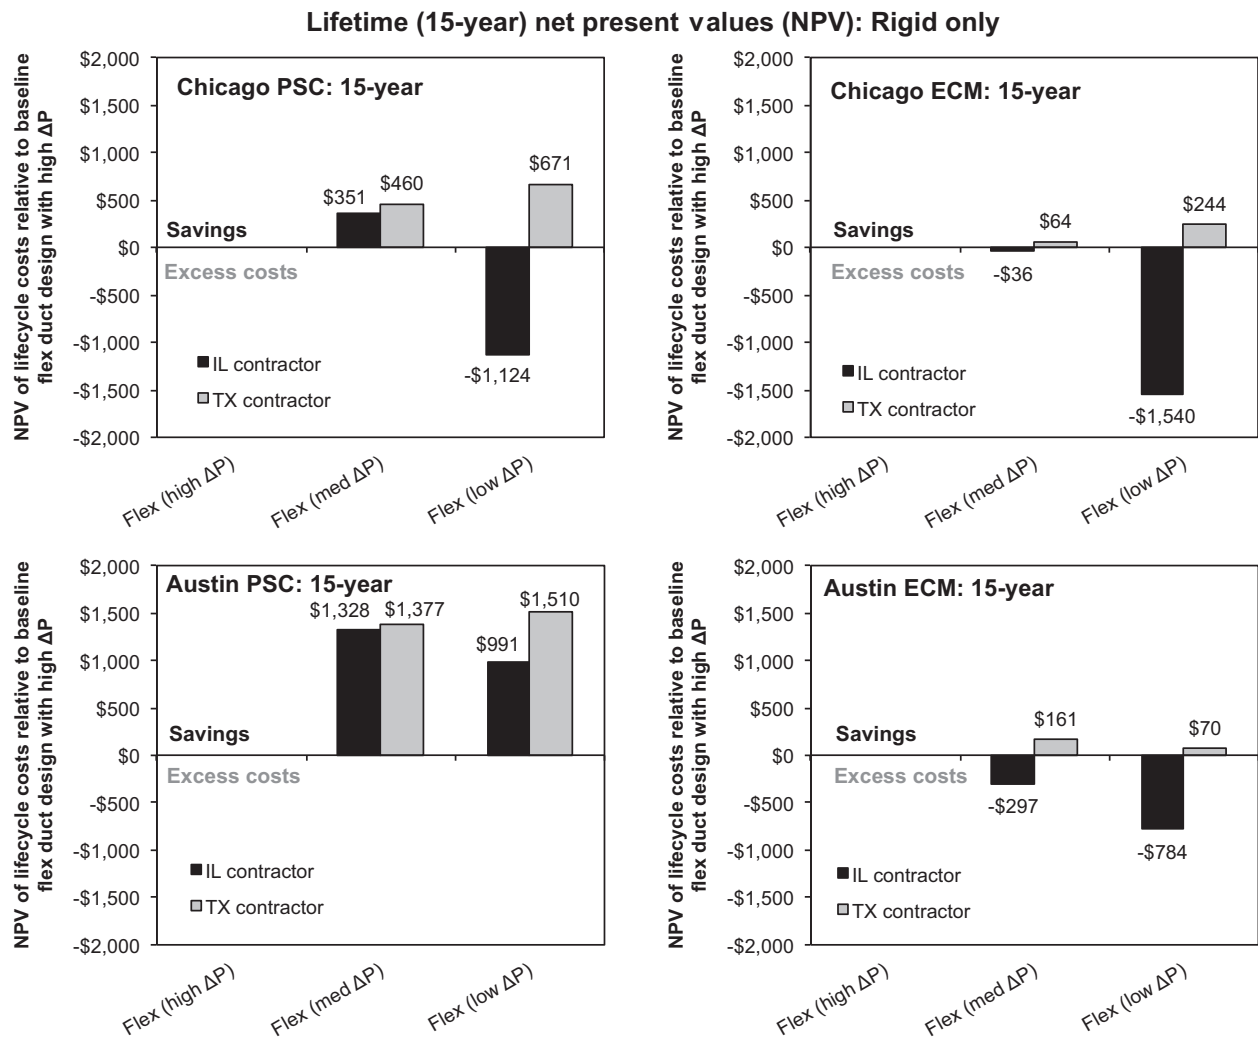 Lifetime (15-year) net present values (NPV): Rigid only
NPV of lifecycle costs relative to baseline
flex duct design with high ΔP
$2,000
$1,500
$1,000
$500
$0
-$500
-$1,000
-$1,500
-$2,000
Chicago PSC: 15-year
$351
$460
$671
-$1,124
Savings
Excess costs
IL contractor
TX contractor
Flex (high ΔP)
Flex (med ΔP)
Flex (low ΔP)
NPV of lifecycle costs relative to baseline
flex duct design with high ΔP
$2,000
$1,500
$1,000
$500
$0
-$500
-$1,000
-$1,500
-$2,000
Chicago ECM: 15-year
$64
$244
-$36
-$1,540
Savings
Excess costs
IL contractor
TX contractor
Flex (high ΔP)
Flex (med ΔP)
Flex (low ΔP)
NPV of lifecycle costs relative to baseline
flex duct design with high ΔP
$2,000
$1,500
$1,000
$500
$0
-$500
-$1,000
-$1,500
-$2,000
Austin PSC: 15-year
$1,328
$1,377
$991
$1,510
Savings
Excess costs
IL contractor
TX contractor
Flex (high ΔP)
Flex (med ΔP)
Flex (low ΔP)
NPV of lifecycle costs relative to baseline
flex duct design with high ΔP
$2,000
$1,500
$1,000
$500
$0
-$500
-$1,000
-$1,500
-$2,000
Austin ECM: 15-year
$161
$70
-$297
-$784
Savings
Excess costs
IL contractor
TX contractor
Flex (high ΔP)
Flex (med ΔP)
Flex (low ΔP)